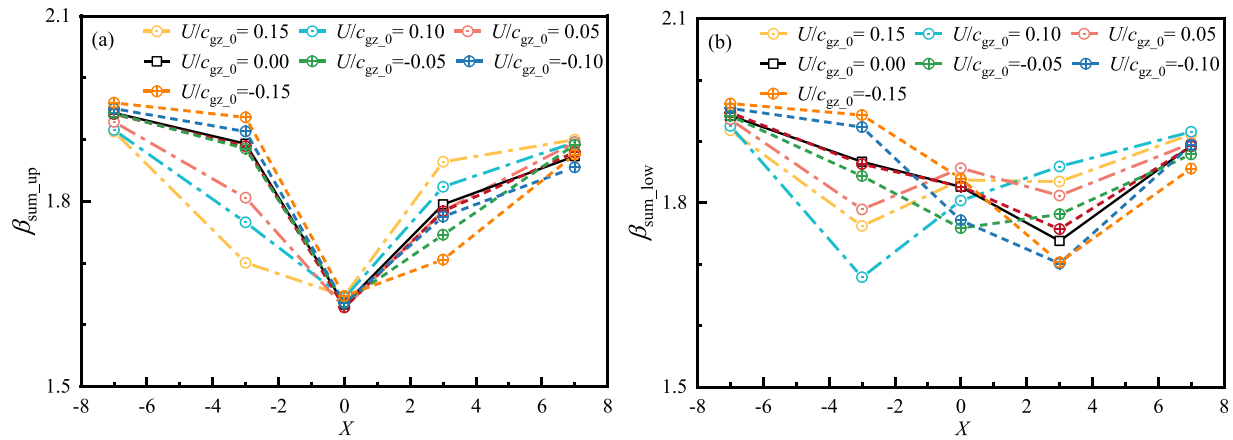 2.1
(a)
U/c_gz_0= 0.15 U/c_gz_0= 0.10 U/c_gz_0= 0.05
U/c_gz_0= 0.00 U/c_gz_0=-0.05 U/c_gz_0=-0.10
U/c_gz_0=-0.15
1.8
β_sum_up
1.5
-8 -6 -4 -2 0 2 4 6 8
X
2.1
(b)
U/c_gz_0= 0.15 U/c_gz_0= 0.10 U/c_gz_0= 0.05
U/c_gz_0= 0.00 U/c_gz_0=-0.05 U/c_gz_0=-0.10
U/c_gz_0=-0.15
1.8
β_sum_low
1.5
-8 -6 -4 -2 0 2 4 6 8
X